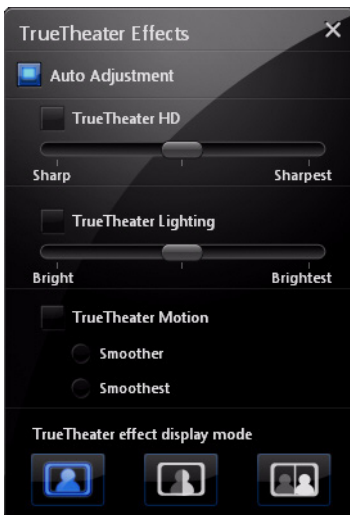 TrueTheater Effects
Auto Adjustment
TrueTheater HD
Sharp Sharpest
TrueTheater Lighting
Bright Brightest
TrueTheater Motion
Smoother
Smoothest
TrueTheater effect display mode